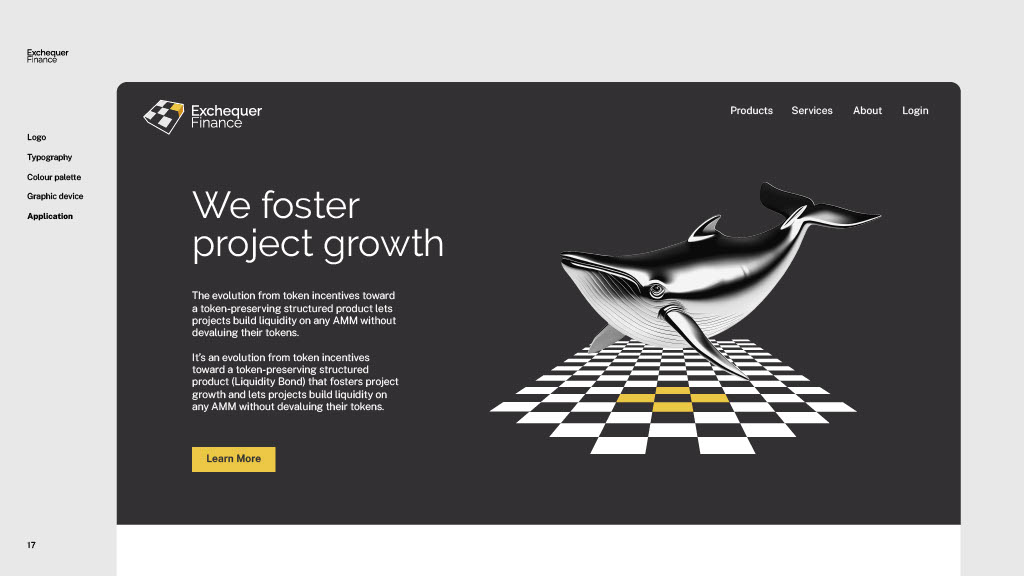 Exchequer
Finance
Logo
Typography
Colour palette
Graphic device
Application
17
Exchequer
Finance
Products Services About Login
We foster
project growth
The evolution from token incentives toward
a token-preserving structured product lets
projects build liquidity on any AMM without
devaluing their tokens.
It's an evolution from token incentives
toward a token-preserving structured
product (Liquidity Bond) that fosters project
growth and lets projects build liquidity on
any AMM without devaluing their tokens.
Learn More